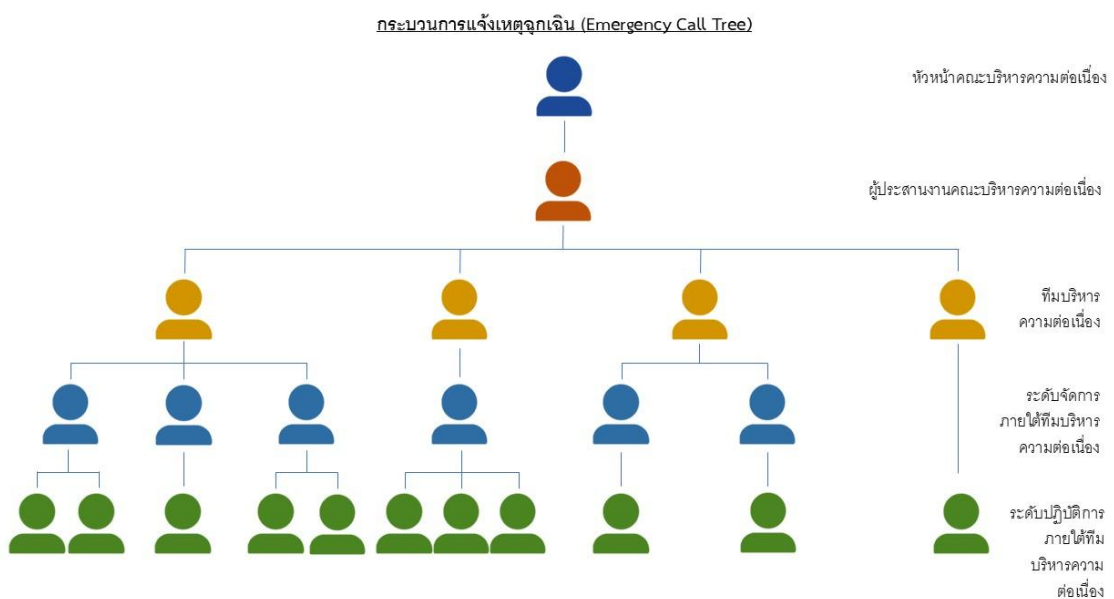 กระบวนการแจ้งเหตุฉุกเฉิน (Emergency Call Tree)
หัวหน้าคณะบริหารความต่อเนื่อง
ผู้ประสานงานคณะบริหารความต่อเนื่อง
ทีมบริหาร
ความต่อเนื่อง
ระดับจัดการ
ภายใต้ทีมบริหาร
ความต่อเนื่อง
ระดับปฏิบัติการ
ภายใต้ทีม
บริหารความ
ต่อเนื่อง